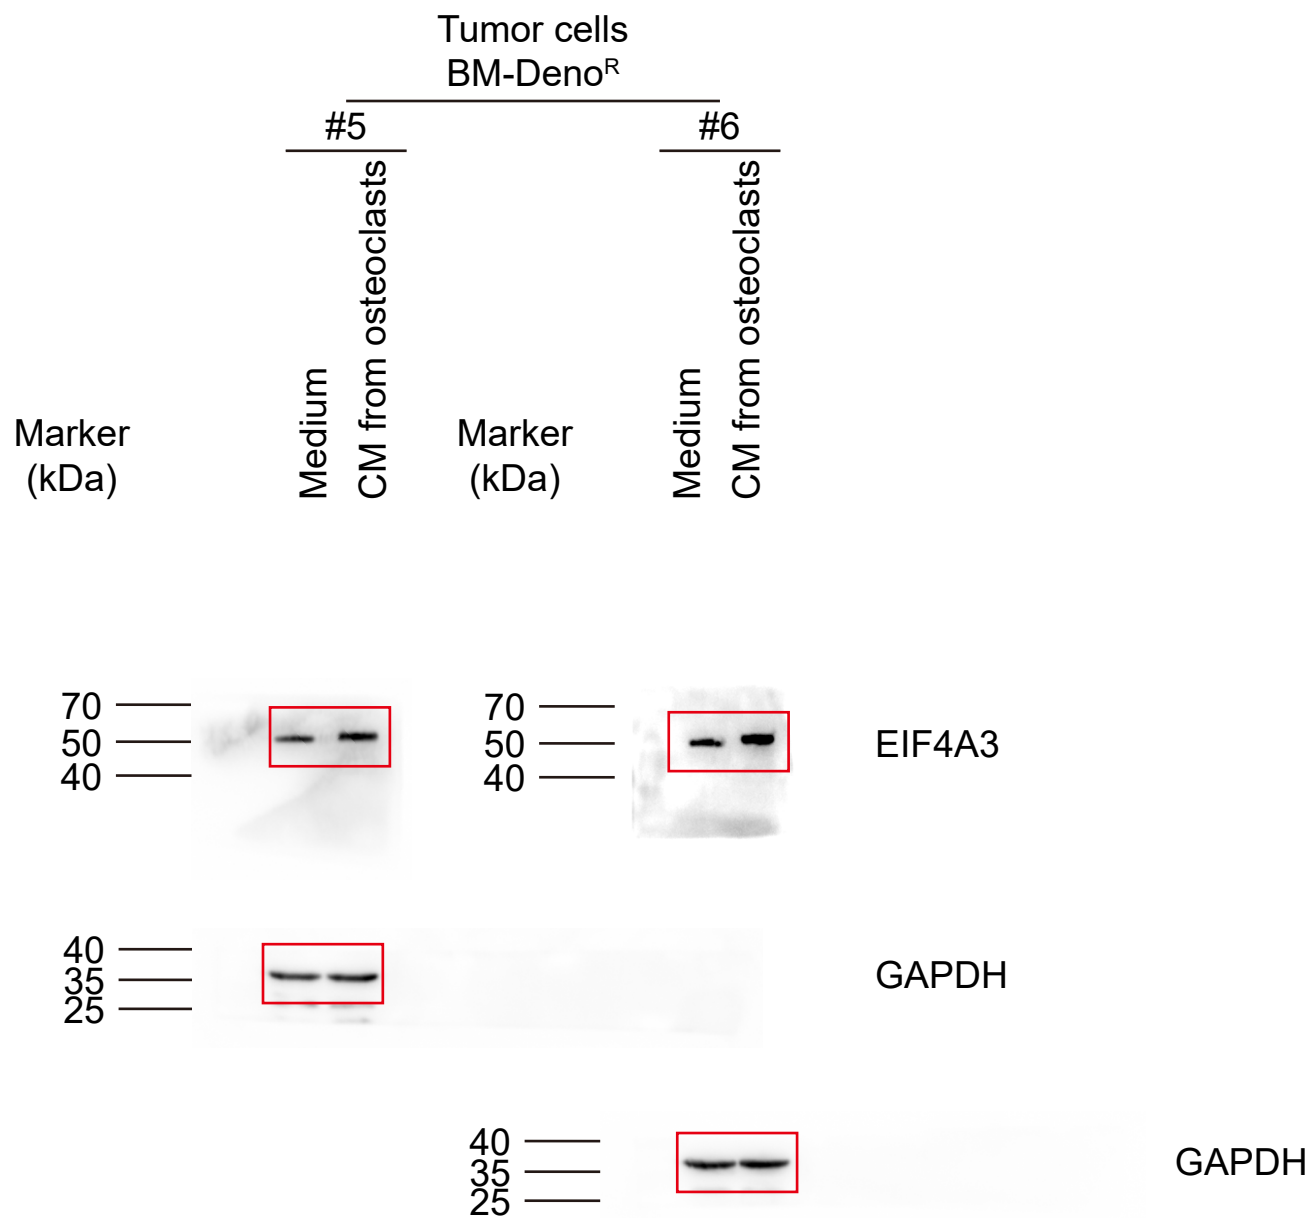 Tumor cells
BM-Denoᴿ
#5
#6
Medium
CM from osteoclasts
Medium
CM from osteoclasts
Marker
(kDa)
Marker
(kDa)
70
50
40
70
50
40
EIF4A3
40
35
25
GAPDH
40
35
25
GAPDH